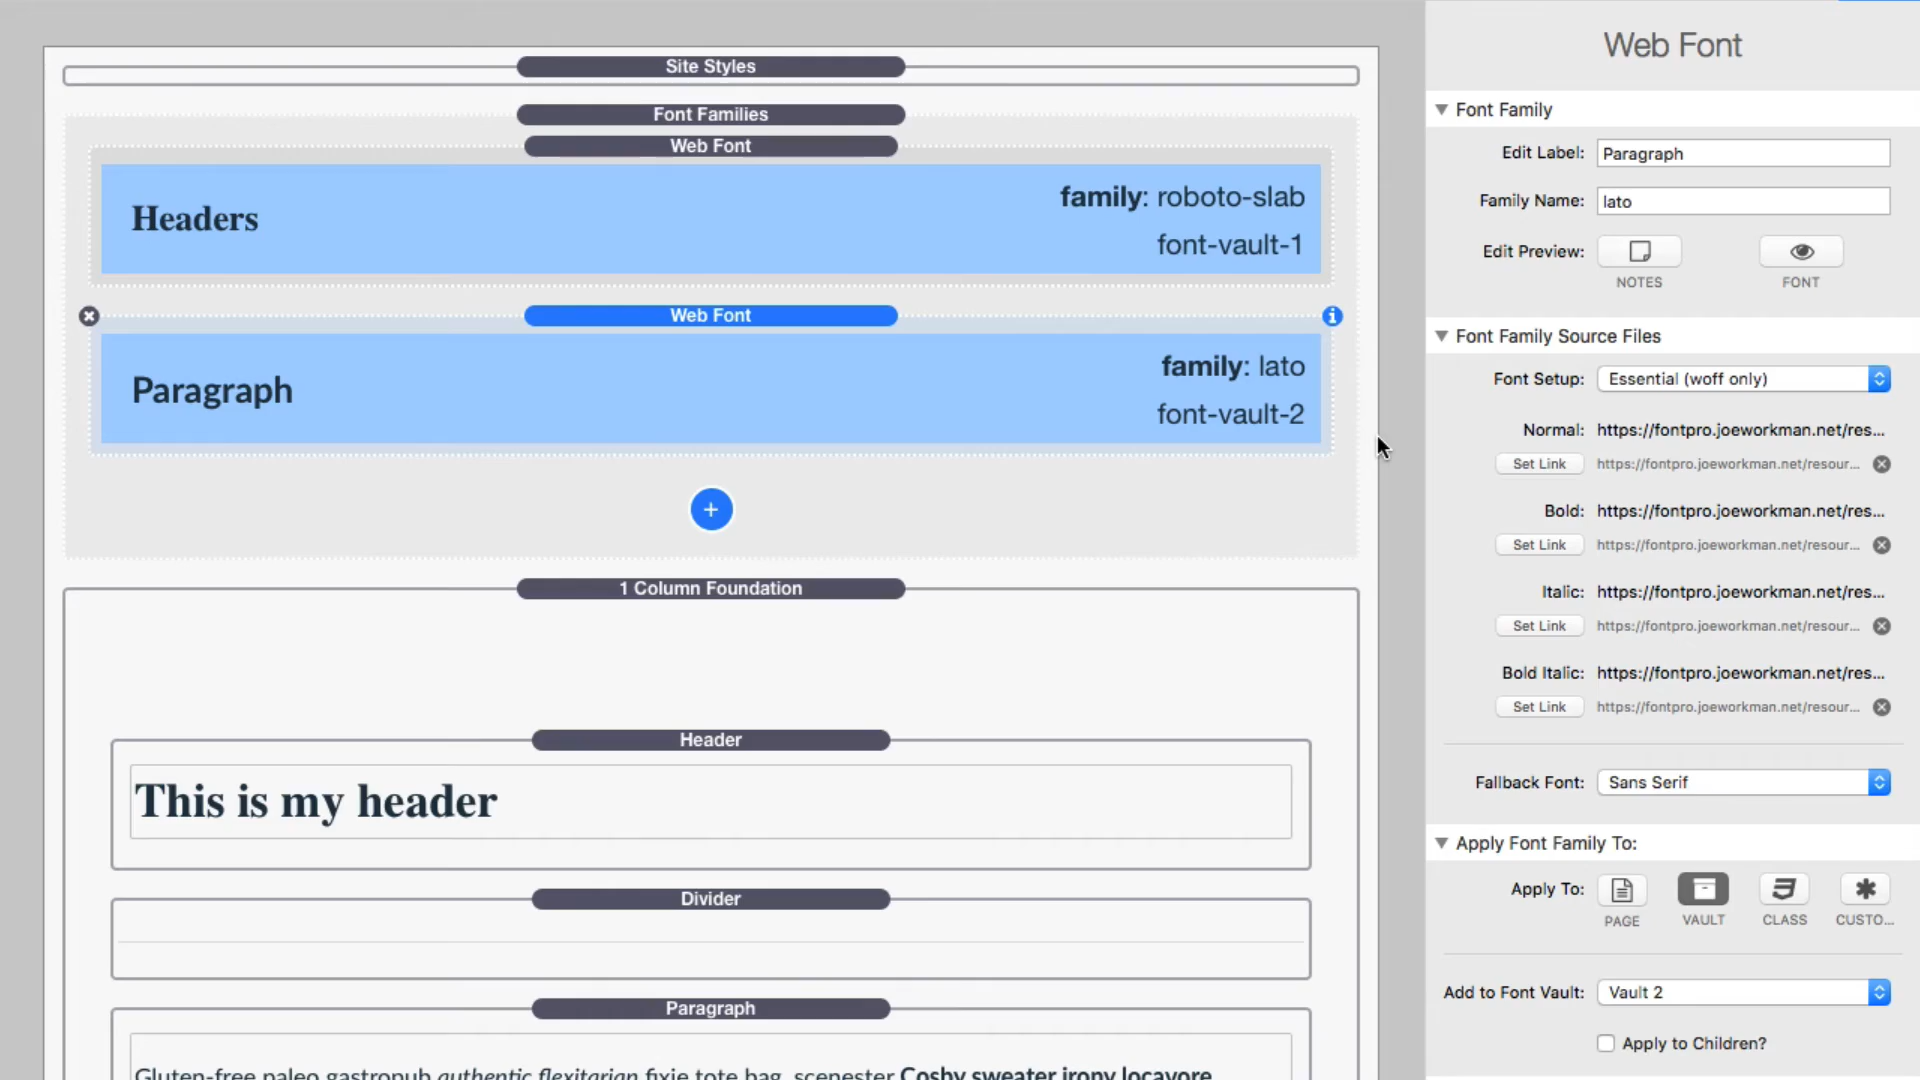 Site Styles
Font Families
Web Font
Headers
family: roboto-slab
font-vault-1
Web Font
Paragraph
family: lato
font-vault-2
1 Column Foundation
Header
This is my header
Divider
Paragraph
Gluten-free paleo gastropub authentic flexitarian fixie tote bag, scenester Cosby sweater irony locavore
Web Font
Font Family
Edit Label: Paragraph
Family Name: lato
Edit Preview:
NOTES FONT
Font Family Source Files
Font Setup: Essential (woff only)
Normal: https://fontpro.joeworkman.net/res...
Set Link https://fontpro.joeworkman.net/resour...
Bold: https://fontpro.joeworkman.net/res...
Set Link https://fontpro.joeworkman.net/resour...
Italic: https://fontpro.joeworkman.net/res...
Set Link https://fontpro.joeworkman.net/resour...
Bold Italic: https://fontpro.joeworkman.net/res...
Set Link https://fontpro.joeworkman.net/resour...
Fallback Font: Sans Serif
Apply Font Family To:
Apply To:
PAGE VAULT CLASS CUSTO...
Add to Font Vault: Vault 2
Apply to Children?